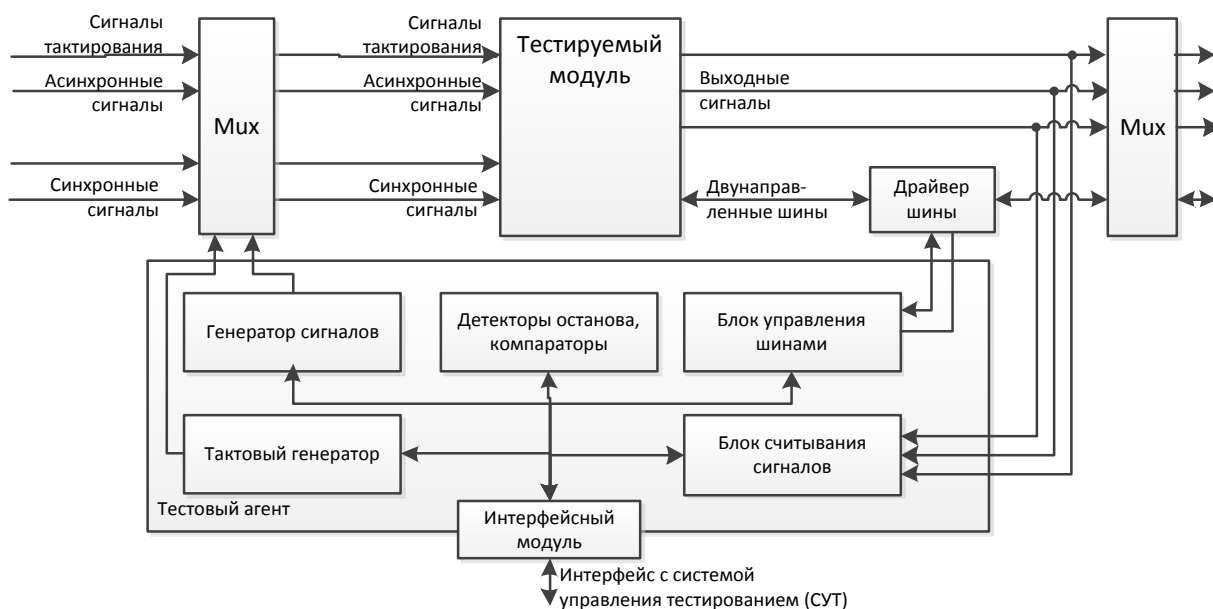 Сигналы
тактирования
Асинхронные
сигналы
Синхронные
сигналы
Mux
Сигналы
тактирования
Асинхронные
сигналы
Синхронные
сигналы
Тестируемый
модуль
Выходные
сигналы
Двунаправ-
ленные шины
Драйвер
шины
Mux
Генератор сигналов
Детекторы останова,
компараторы
Блок управления
шинами
Тактовый генератор
Блок считывания
сигналов
Тестовый агент
Интерфейсный
модуль
Интерфейс с системой
управления тестированием (СУТ)